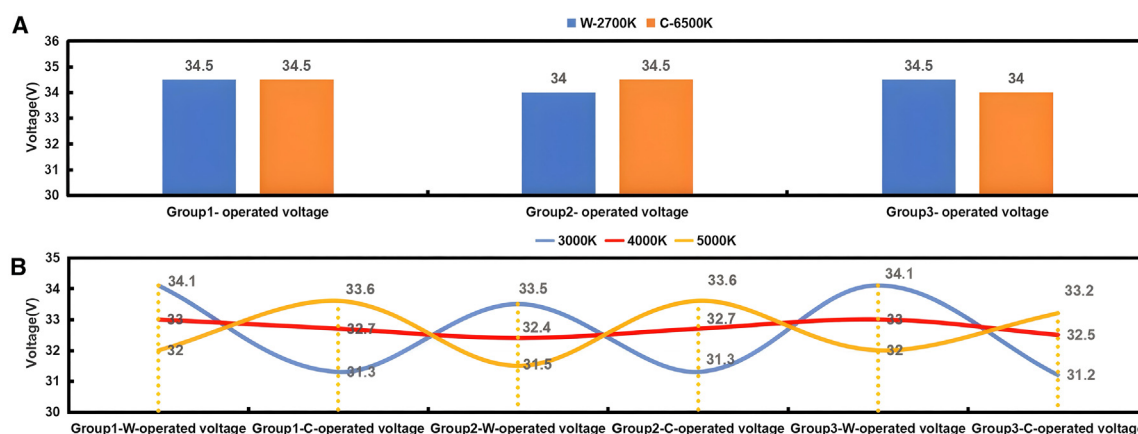 A
W-2700K C-6500K
Voltage(V)
36
35
34
33
32
31
30
34.5 34.5 34 34.5 34.5 34
Group1- operated voltage Group2- operated voltage Group3- operated voltage
B
3000K 4000K 5000K
Voltage(V)
35
34
33
32
31
30
34.1 33.6 33.5 33.6 34.1 33.2
33 32.7 32.4 32.7 33 32.5
32 31.3 31.5 31.3 32 31.2
Group1-W-operated voltage Group1-C-operated voltage Group2-W-operated voltage Group2-C-operated voltage Group3-W-operated voltage Group3-C-operated voltage